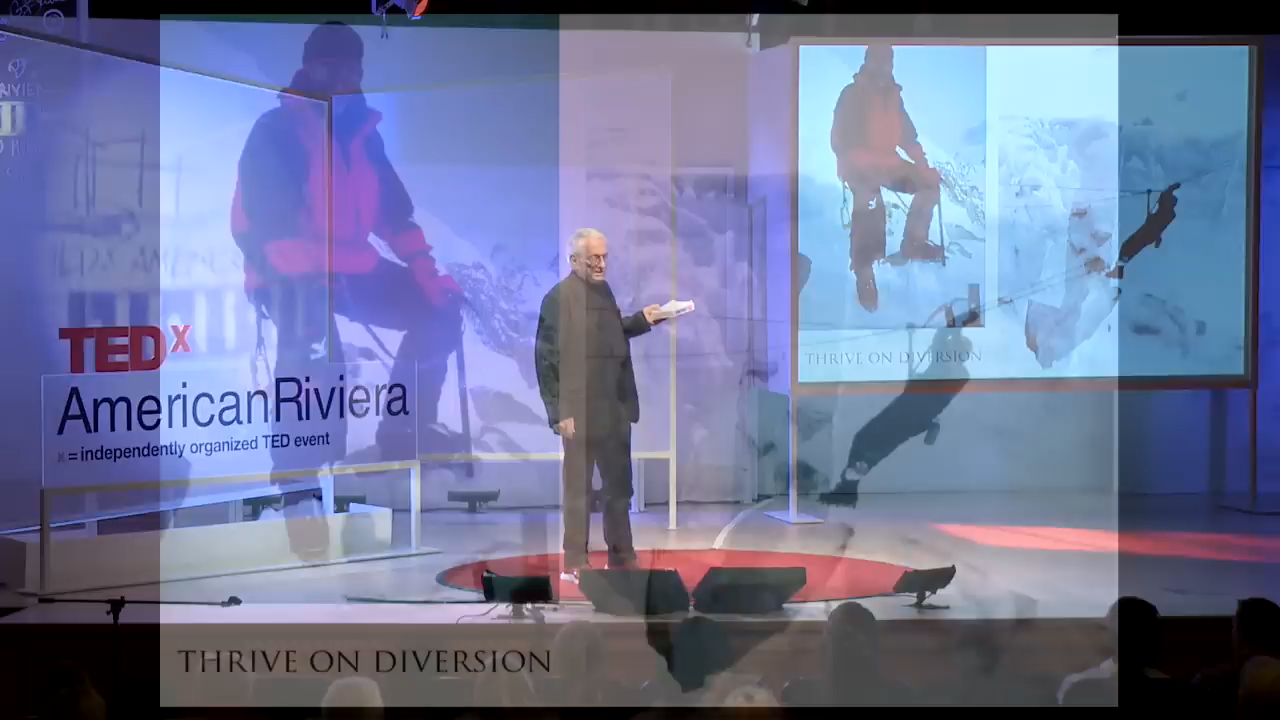 TEDx
AmericanRiviera
x=independently organized TED event
THRIVE ON DIVERSION
THRIVE ON DIVERSION